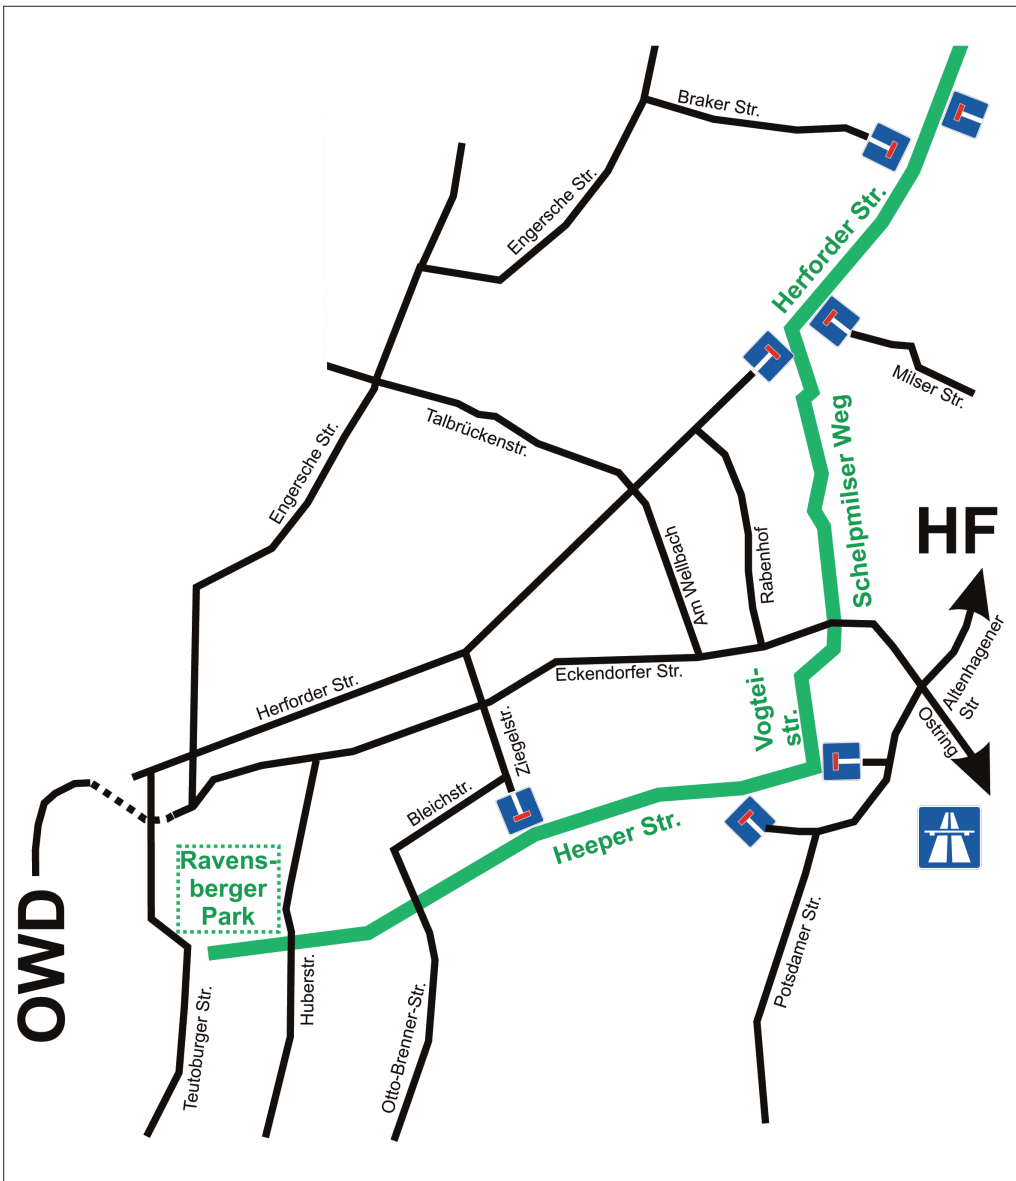 Braker Str.
Engersche Str.
Herforder Str.
Milser Str.
Talbrückenstr.
Engersche Str.
Schelpmilser Weg
HF
Am Wellbach
Rabenhof
Altenhagener
Str
Eckendorfer Str.
Herforder Str.
Vogtei-
str.
Ostring
Ziegelstr.
Bleichstr.
Heeper Str.
Ravens-
berger
Park
OWD
Potsdamer Str.
Huberstr.
Teutoburger Str.
Otto-Brenner-Str.